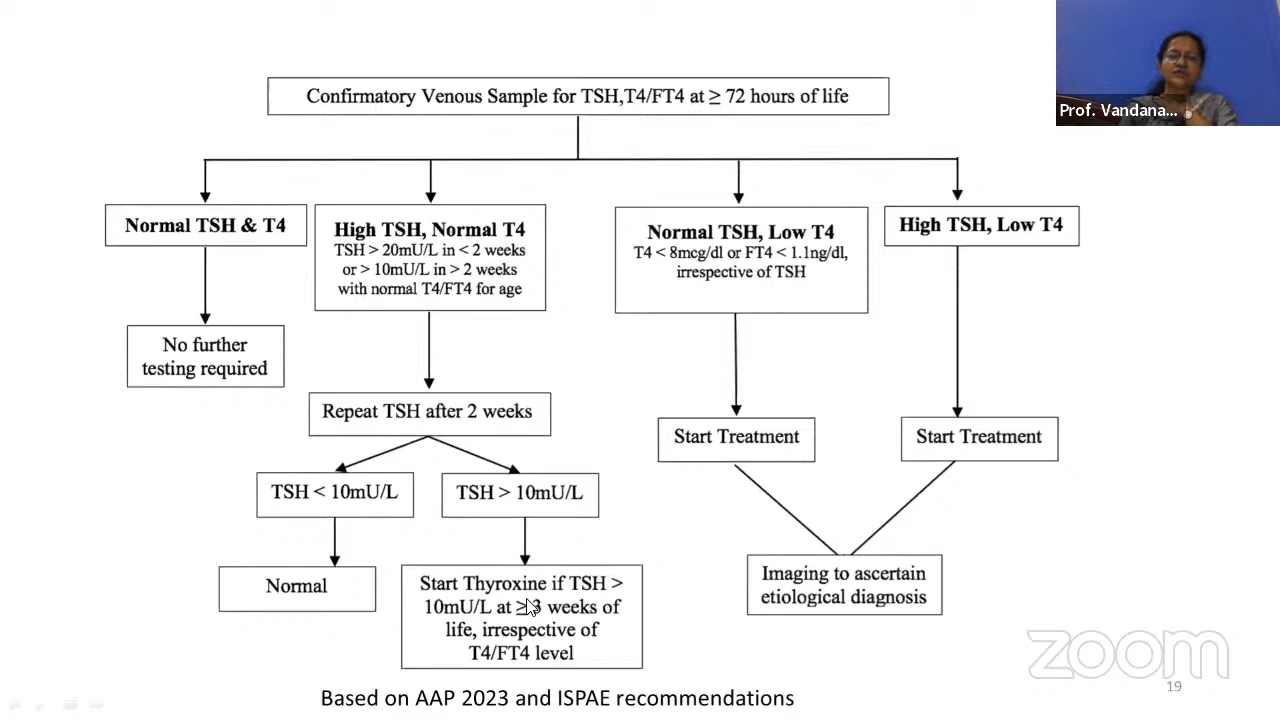 Confirmatory Venous Sample for TSH,T4/FT4 at ≥ 72 hours of life
Prof. Vandana...
Normal TSH & T4
High TSH, Normal T4
TSH > 20mU/L in < 2 weeks
or > 10mU/L in > 2 weeks
with normal T4/FT4 for age
Normal TSH, Low T4
T4 < 8mcg/dl or FT4 < 1.1ng/dl,
irrespective of TSH
High TSH, Low T4
No further
testing required
Repeat TSH after 2 weeks
Start Treatment
Start Treatment
TSH < 10mU/L
TSH > 10mU/L
Normal
Start Thyroxine if TSH >
10mU/L at ≥3 weeks of
life, irrespective of
T4/FT4 level
Imaging to ascertain
etiological diagnosis
zoom
19
Based on AAP 2023 and ISPAE recommendations